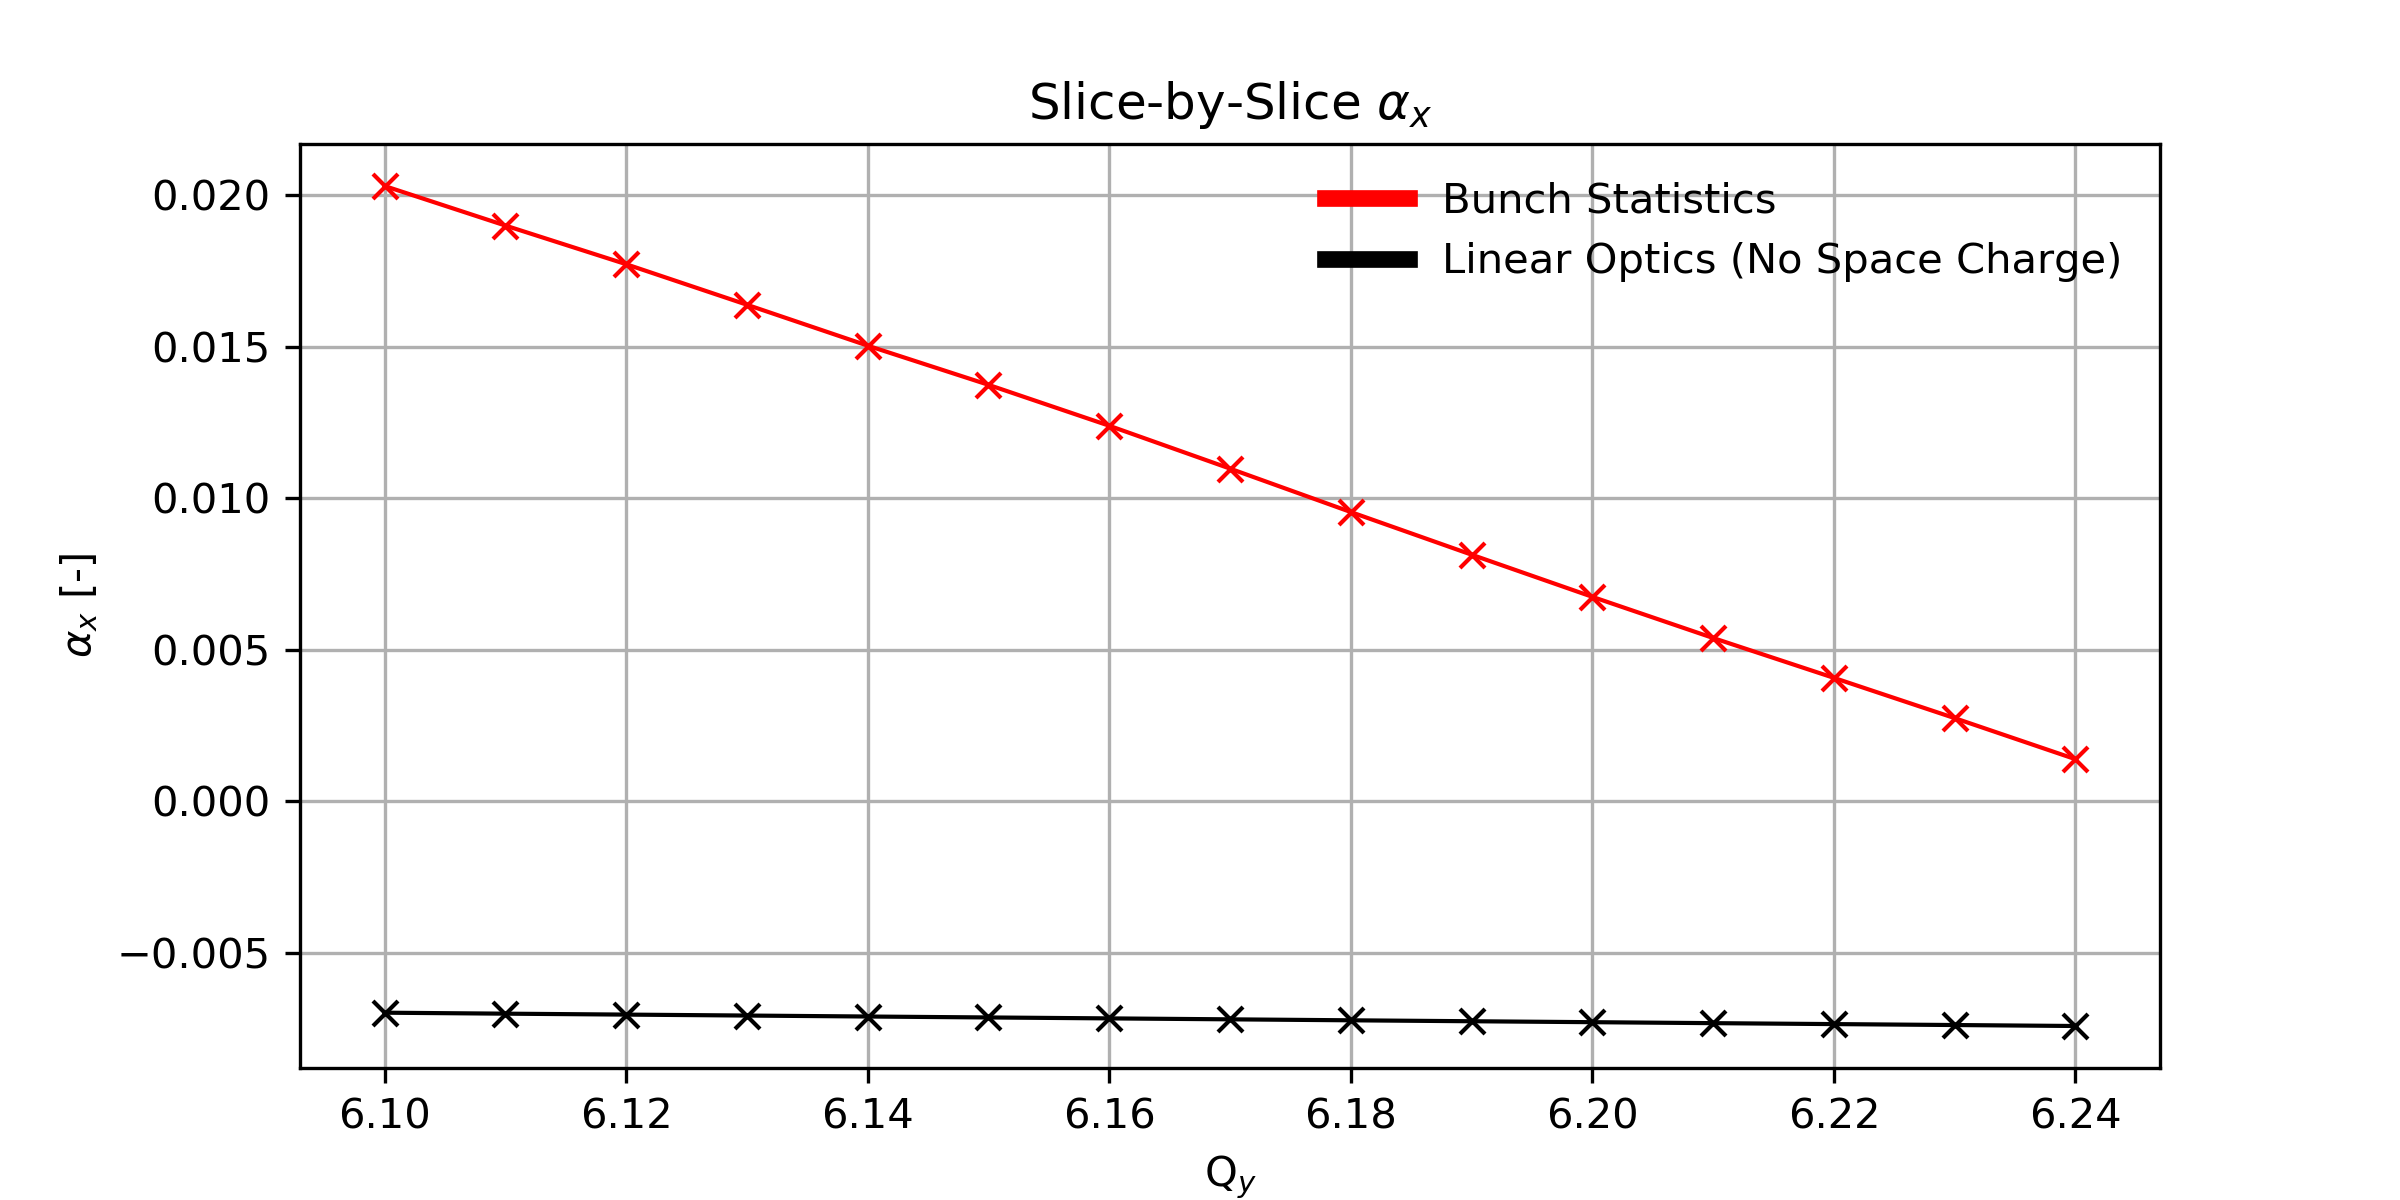 Slice-by-Slice αₓ
Bunch Statistics
Linear Optics (No Space Charge)
αₓ [-]
0.020
0.015
0.010
0.005
0.000
−0.005
6.10 6.12 6.14 6.16 6.18 6.20 6.22 6.24
Q_y